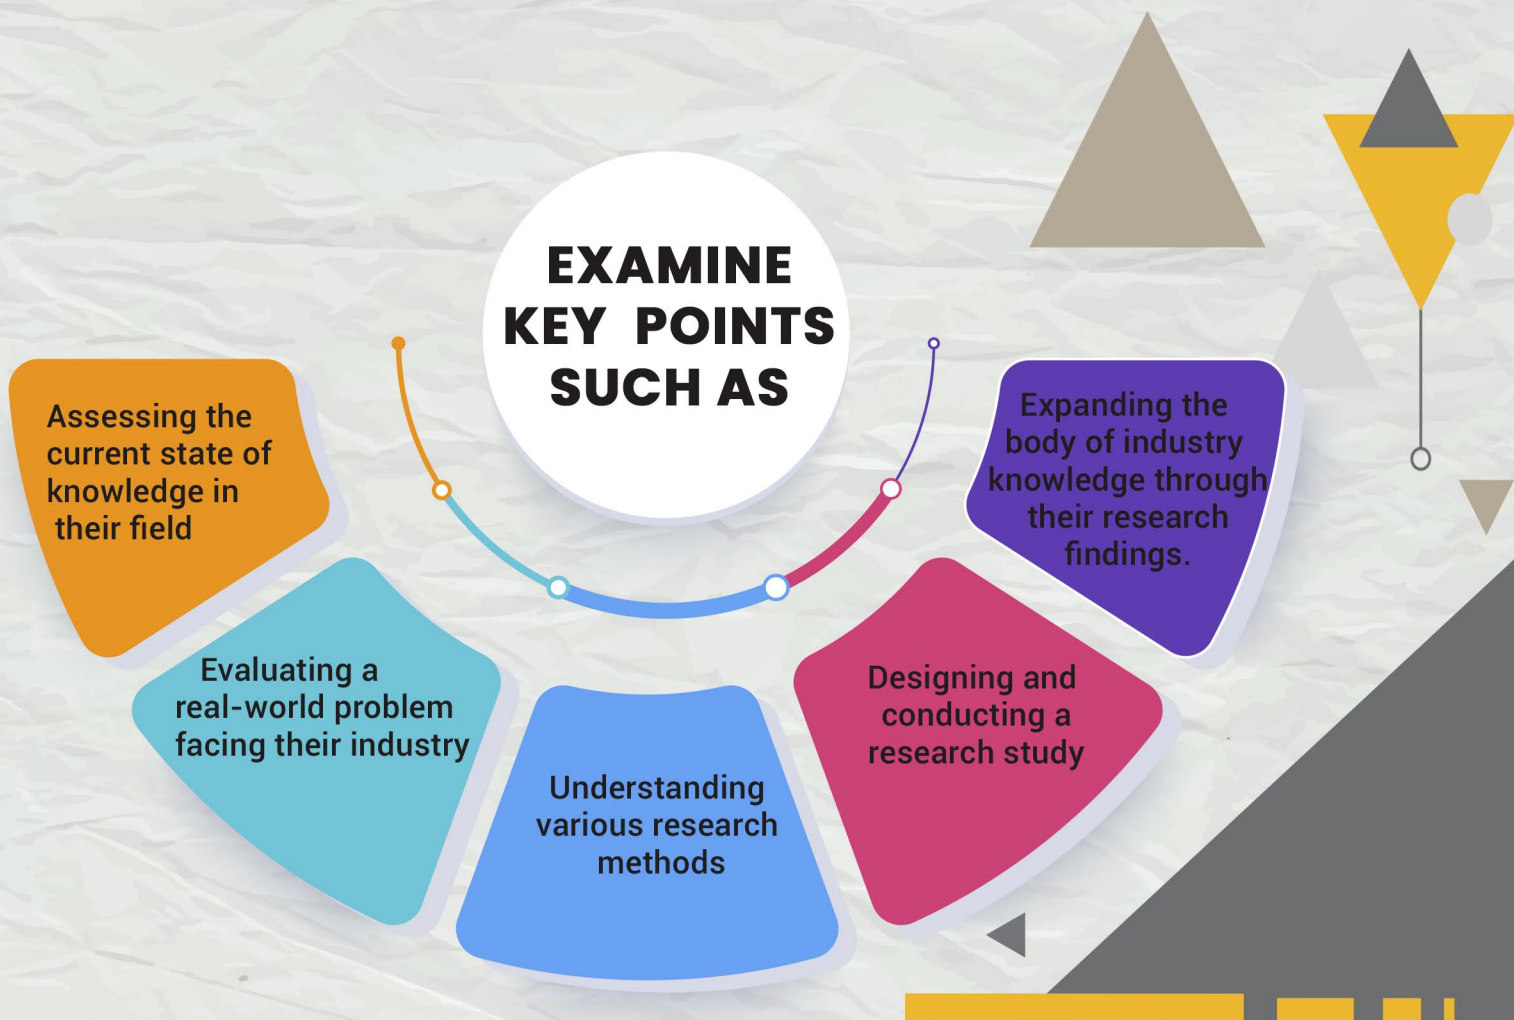 EXAMINE
KEY POINTS
SUCH AS
Assessing the
current state of
knowledge in
their field
Evaluating a
real-world problem
facing their industry
Understanding
various research
methods
Designing and
conducting a
research study
Expanding the
body of industry
knowledge through
their research
findings.